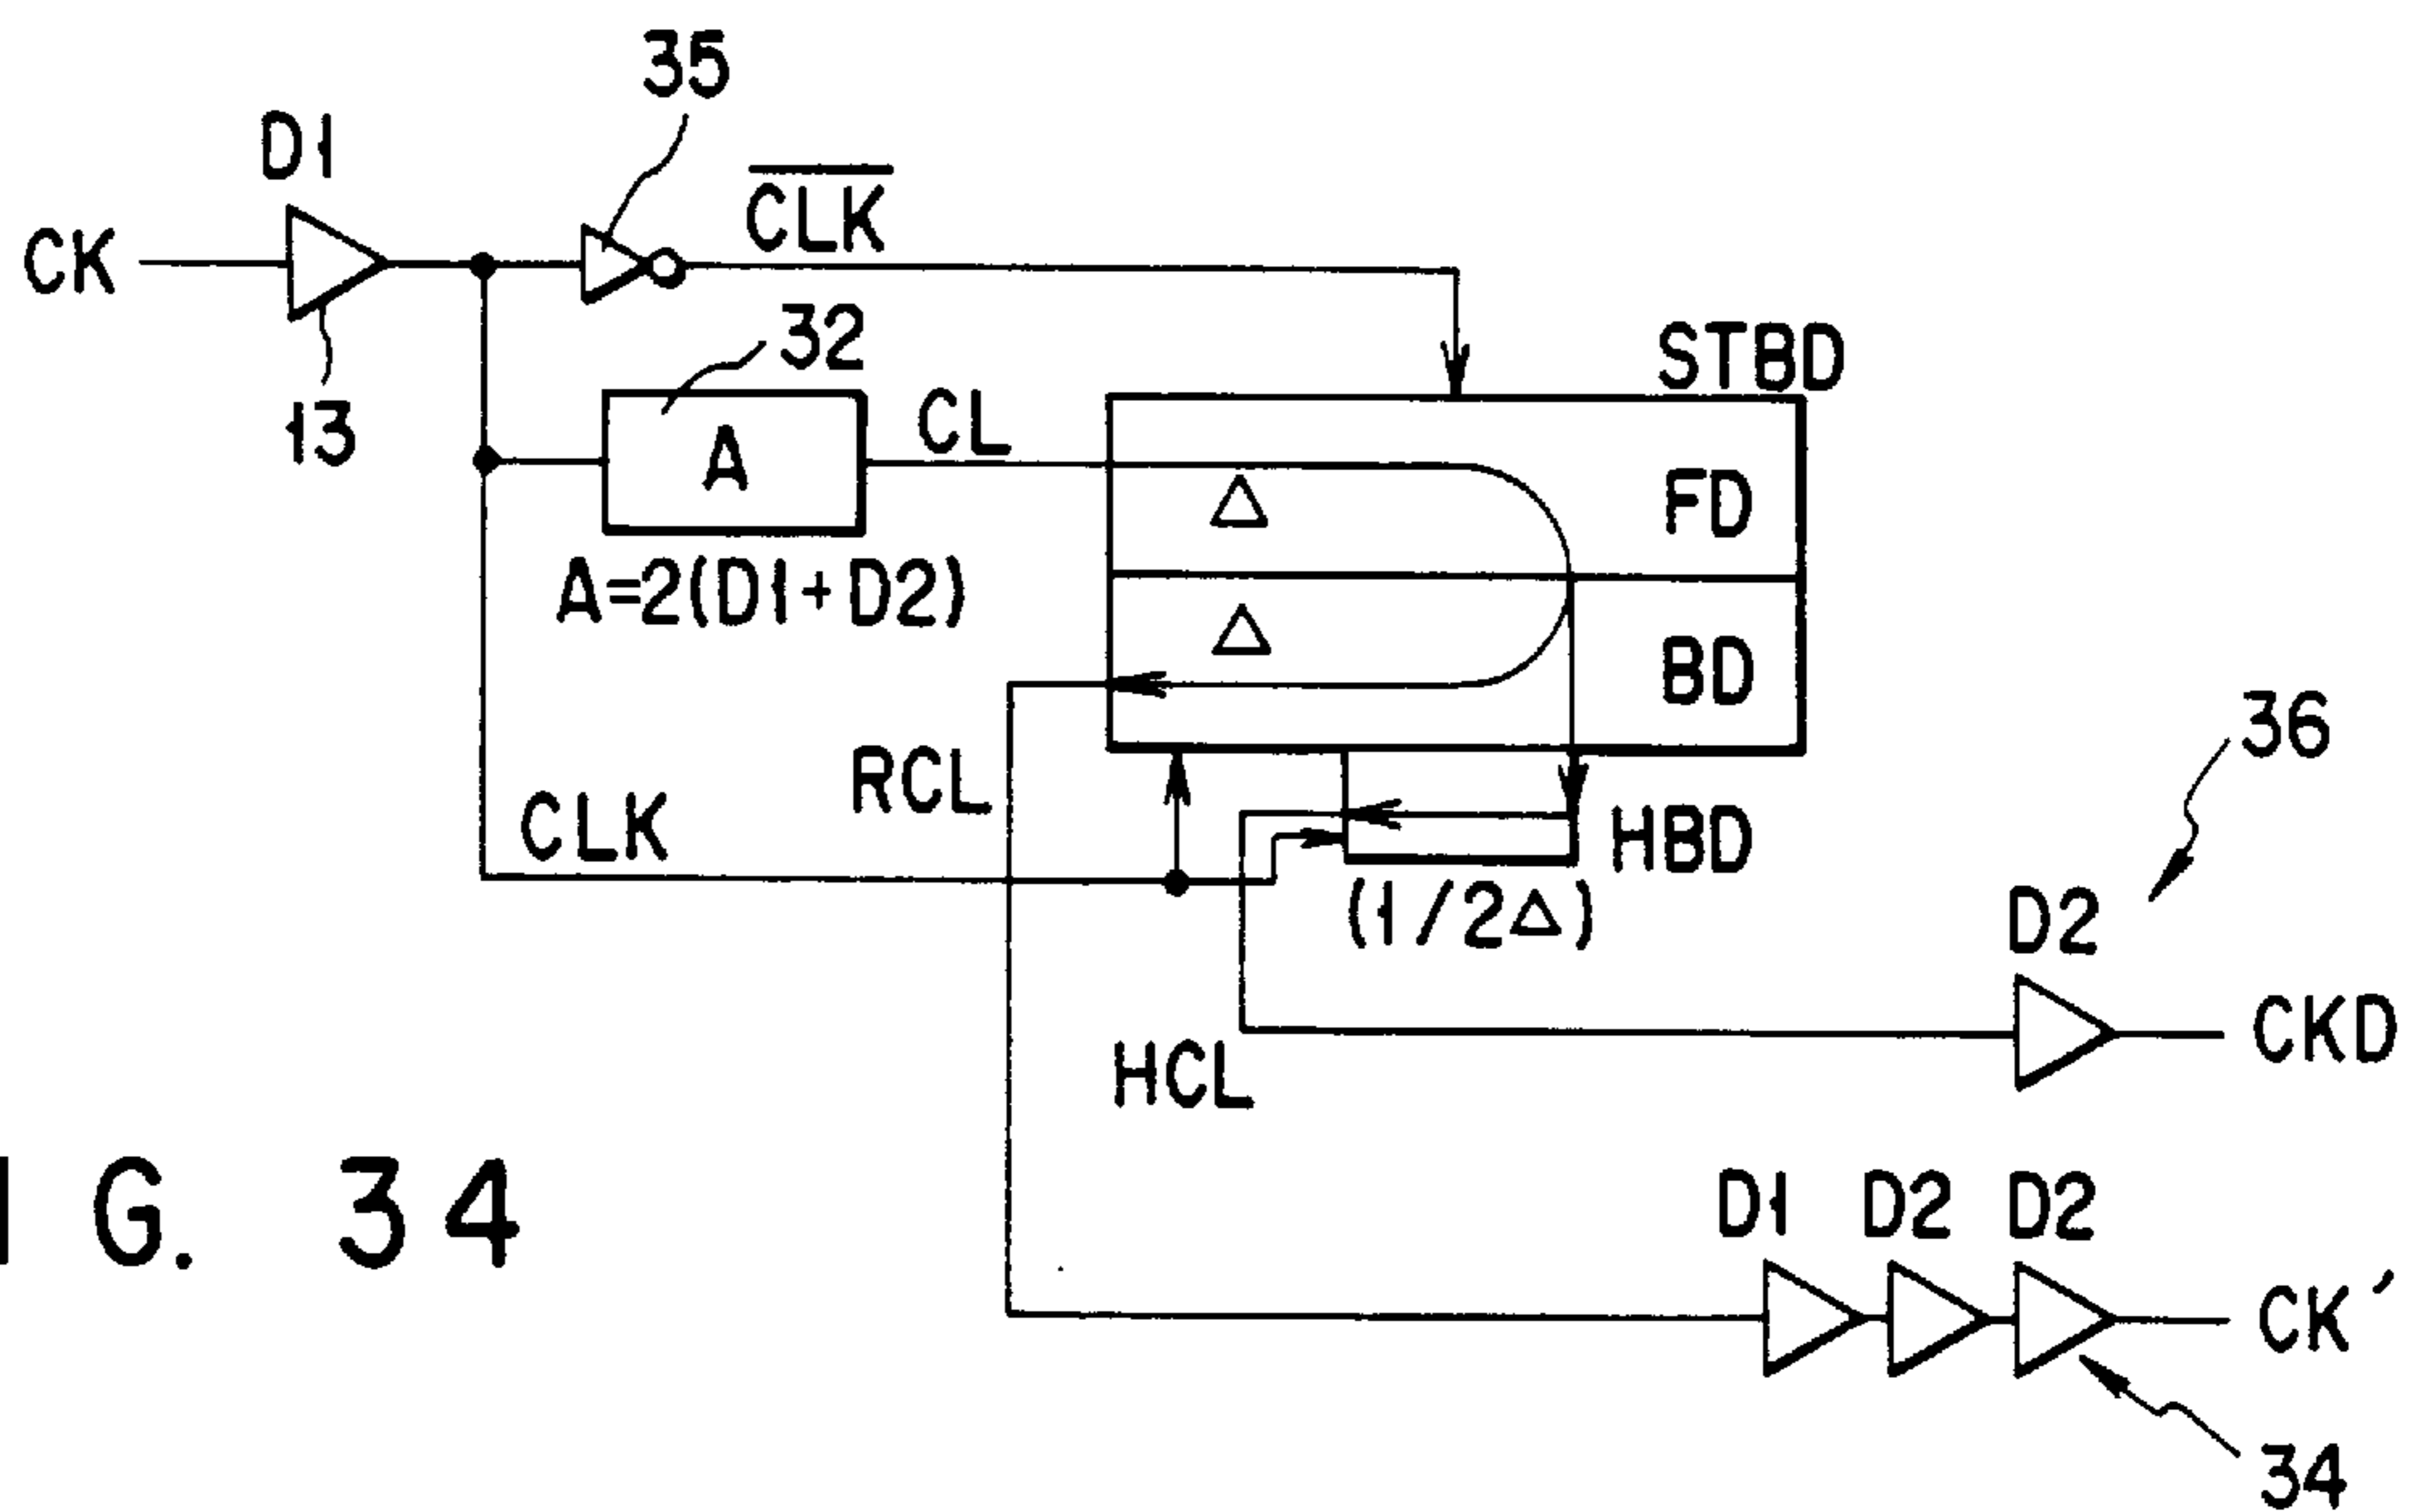 35
D1
CK
CLK
32
13
A
CL
STBD
△
FD
A=2(D1+D2)
△
BD
RCL
36
CLK
HBD
(1/2△)
D2
CKD
HCL
G. 34
D1 D2 D2
CK'
34